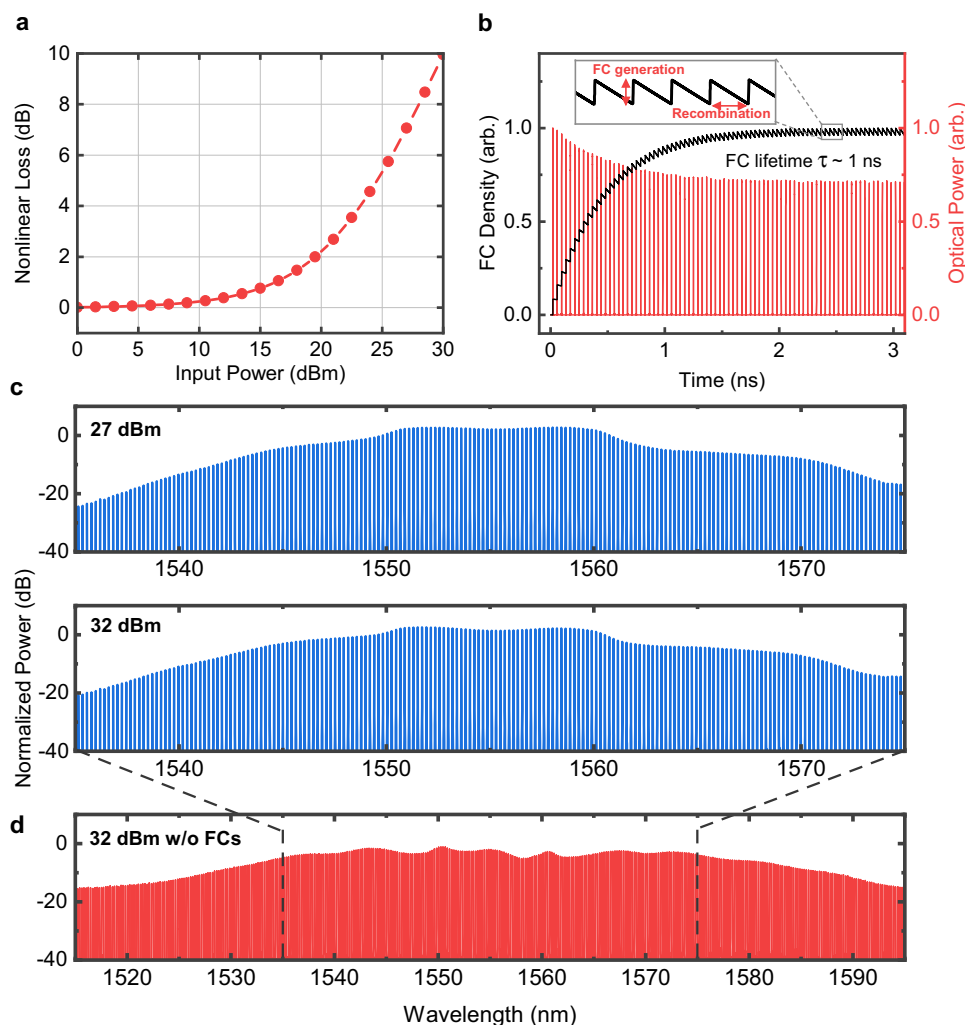 a
Nonlinear Loss (dB)
10
8
6
4
2
0
0 5 10 15 20 25 30
Input Power (dBm)
b
FC Density (arb.)
1.0
0.5
0.0
FC generation
Recombination
FC lifetime τ ~ 1 ns
1.0
0.5
0.0
Optical Power (arb.)
0 1 2 3
Time (ns)
c
Normalized Power (dB)
27 dBm
0
-20
-40
1540 1550 1560 1570
32 dBm
0
-20
-40
1540 1550 1560 1570
d
32 dBm w/o FCs
0
-20
-40
1520 1530 1540 1550 1560 1570 1580 1590
Wavelength (nm)